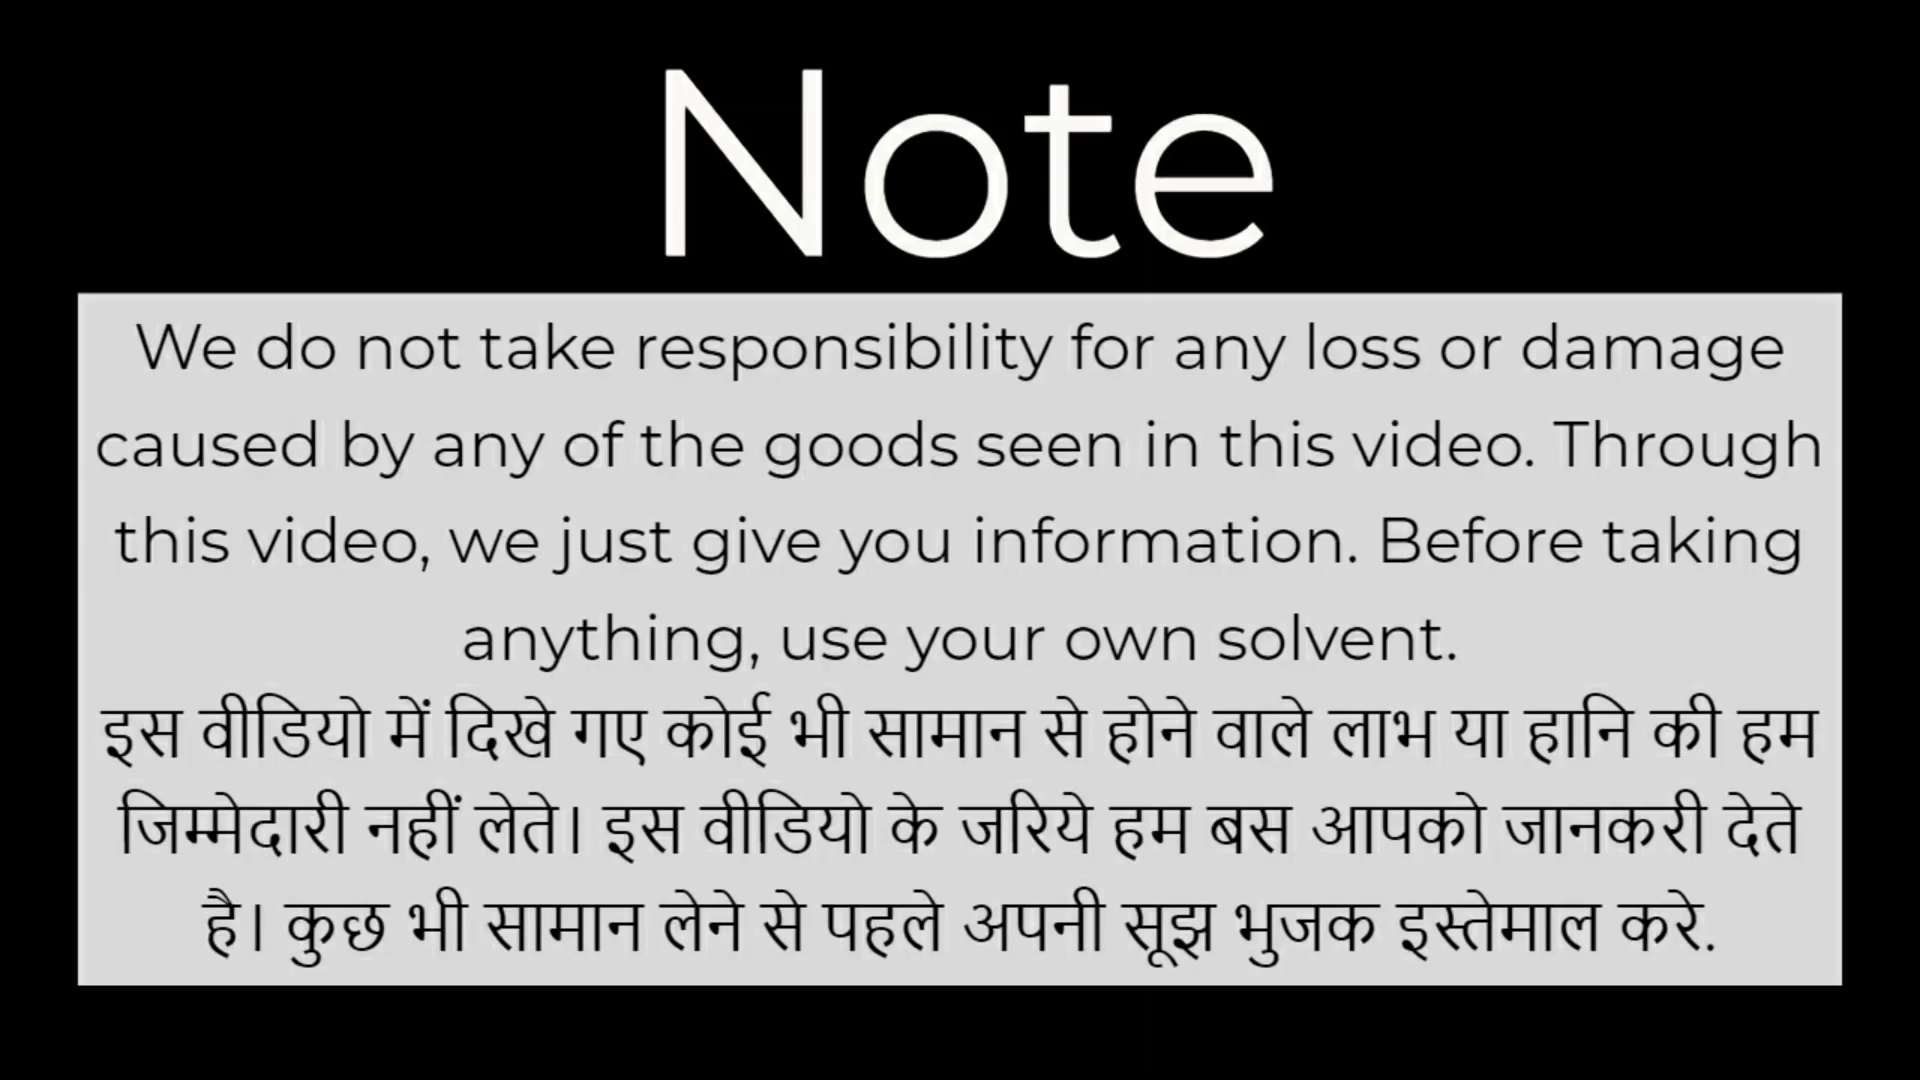 Note
We do not take responsibility for any loss or damage
caused by any of the goods seen in this video. Through
this video, we just give you information. Before taking
anything, use your own solvent.
इस वीडियो में दिखे गए कोई भी सामान से होने वाले लाभ या हानि की हम
जिम्मेदारी नहीं लेते। इस वीडियो के जरिये हम बस आपको जानकरी देते
है। कुछ भी सामान लेने से पहले अपनी सूझ भुजक इस्तेमाल करे.